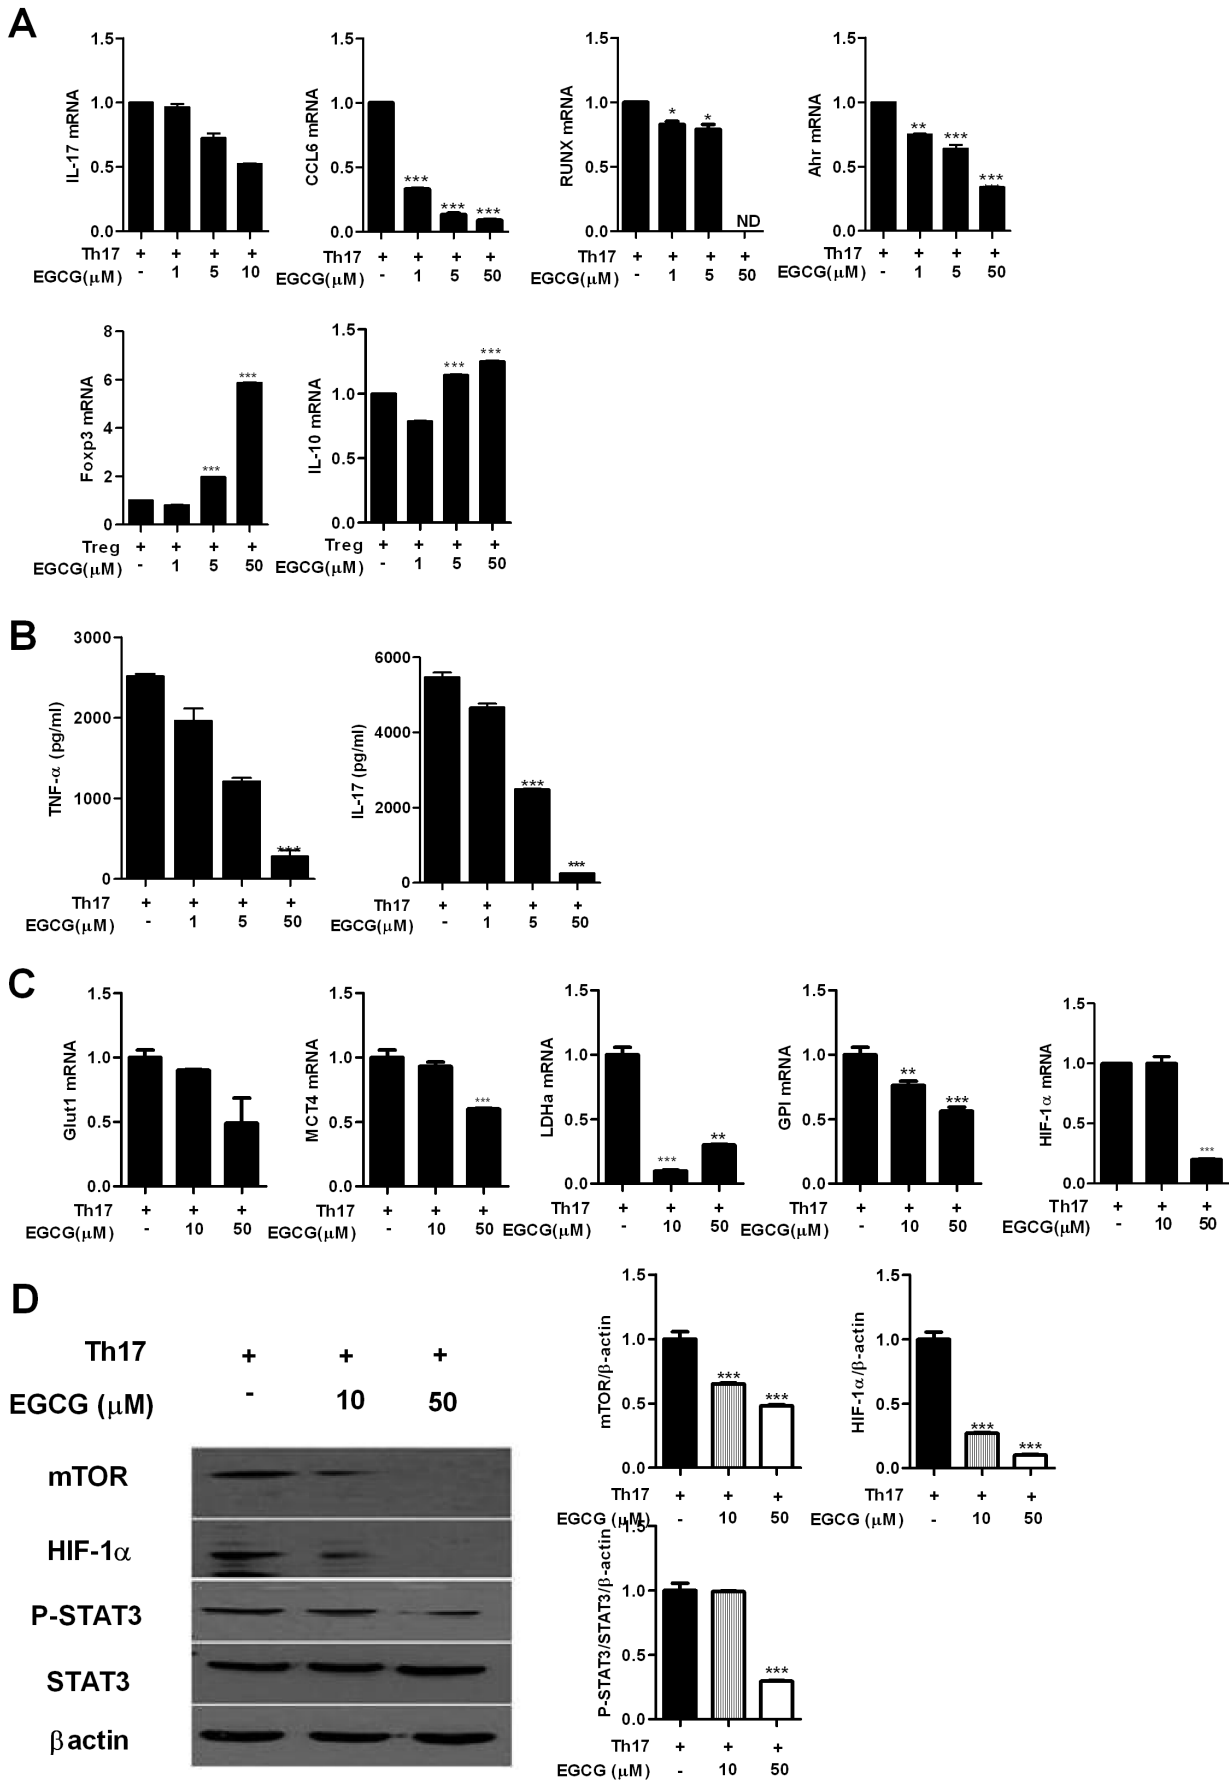 A
1.5 1.0 0.5 0.0
IL-17 mRNA
Th17 + + + +
EGCG(μM) - 1 5 10
1.5 1.0 0.5 0.0
CCL6 mRNA
*** *** ***
Th17 + + + +
EGCG(μM) - 1 5 50
1.5 1.0 0.5 0.0
RUNX mRNA
* * ND
Th17 + + + +
EGCG(μM) - 1 5 50
1.5 1.0 0.5 0.0
Ahr mRNA
** *** ***
Th17 + + + +
EGCG(μM) - 1 5 50
8 6 4 2 0
Foxp3 mRNA
*** ***
Treg + + + +
EGCG(μM) - 1 5 50
1.5 1.0 0.5 0.0
IL-10 mRNA
*** ***
Treg + + + +
EGCG(μM) - 1 5 50
B
3000 2000 1000 0
TNF-α (pg/ml)
***
Th17 + + + +
EGCG(μM) - 1 5 50
6000 4000 2000 0
IL-17 (pg/ml)
*** ***
Th17 + + + +
EGCG(μM) - 1 5 50
C
1.5 1.0 0.5 0.0
Glut1 mRNA
Th17 + + +
EGCG(μM) - 10 50
1.5 1.0 0.5 0.0
MCT4 mRNA
***
Th17 + + +
EGCG(μM) - 10 50
1.5 1.0 0.5 0.0
LDHa mRNA
*** **
Th17 + + +
EGCG(μM) - 10 50
1.5 1.0 0.5 0.0
GPI mRNA
** ***
Th17 + + +
EGCG(μM) - 10 50
1.5 1.0 0.5 0.0
HIF-1α mRNA
***
Th17 + + +
EGCG(μM) - 10 50
D
Th17 + + +
EGCG (μM) - 10 50
mTOR
HIF-1α
P-STAT3
STAT3
β actin
1.5 1.0 0.5 0.0
mTOR/β-actin
*** ***
Th17 + + +
EGCG (μM) - 10 50
1.5 1.0 0.5 0.0
HIF-1α/β-actin
*** ***
Th17 + + +
EGCG (μM) - 10 50
1.5 1.0 0.5 0.0
P-STAT3/STAT3/β-actin
***
Th17 + + +
EGCG (μM) - 10 50